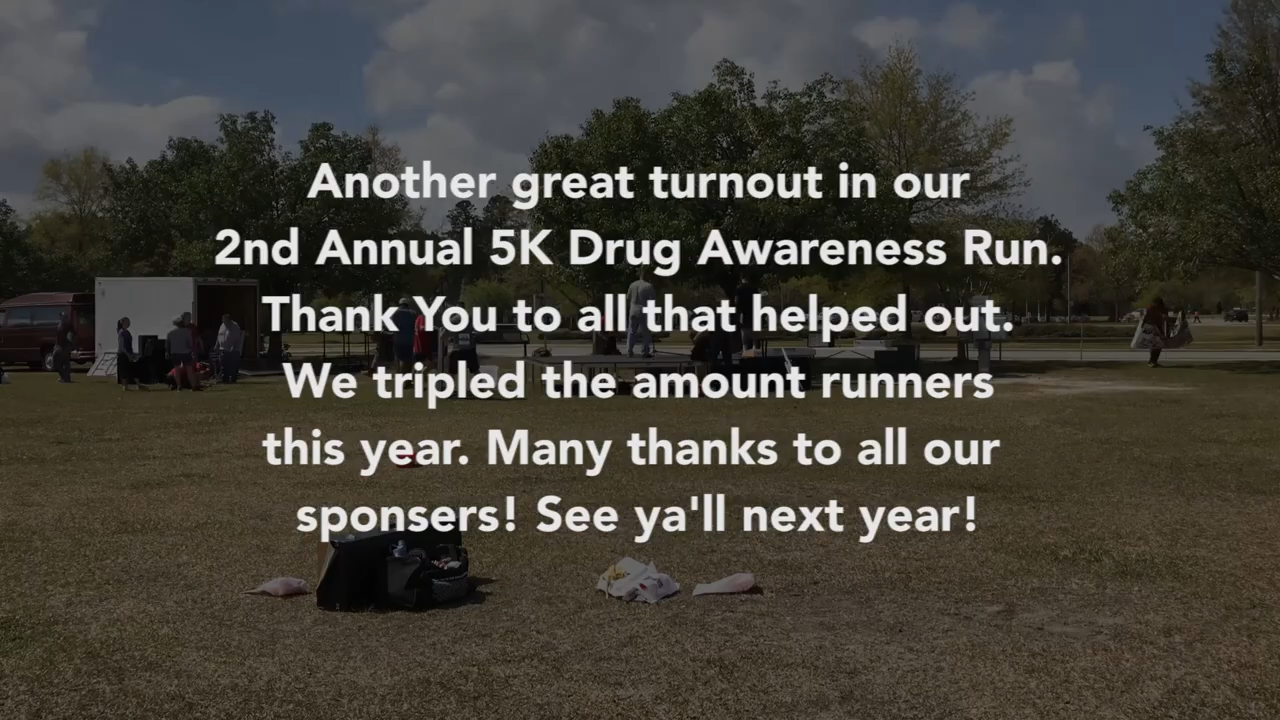 Another great turnout in our
2nd Annual 5K Drug Awareness Run.
Thank You to all that helped out.
We tripled the amount runners
this year. Many thanks to all our
sponsers! See ya'll next year!